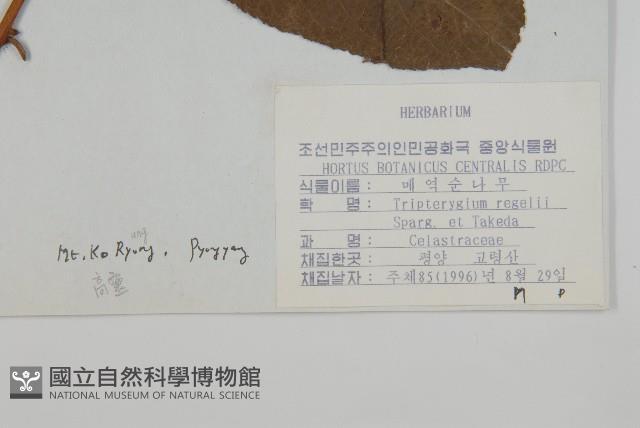 HERBARIUM
조선민주주의인민공화국 중앙식물원
HORTUS BOTANICUS CENTRALIS RDPC
식물이름 : 메역순나무
학 명 : Tripterygium regelii
Sparg. et Takeda
과 명 : Celastraceae
채집한곳 : 평양 고령산
채집날자 : 주체85(1996)년 8월 29일
M D
ung
Mt. Ko Ryong, Pyongyang
高靈
國立自然科學博物館
NATIONAL MUSEUM OF NATURAL SCIENCE